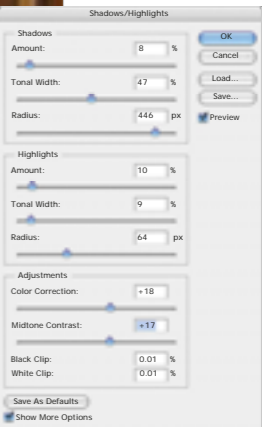 Shadows/Highlights
Shadows
Amount: 8 %
Tonal Width: 47 %
Radius: 446 px
Highlights
Amount: 10 %
Tonal Width: 9 %
Radius: 64 px
Adjustments
Color Correction: +18
Midtone Contrast: +17
Black Clip: 0.01 %
White Clip: 0.01 %
Save As Defaults
Show More Options
OK
Cancel
Load...
Save...
Preview